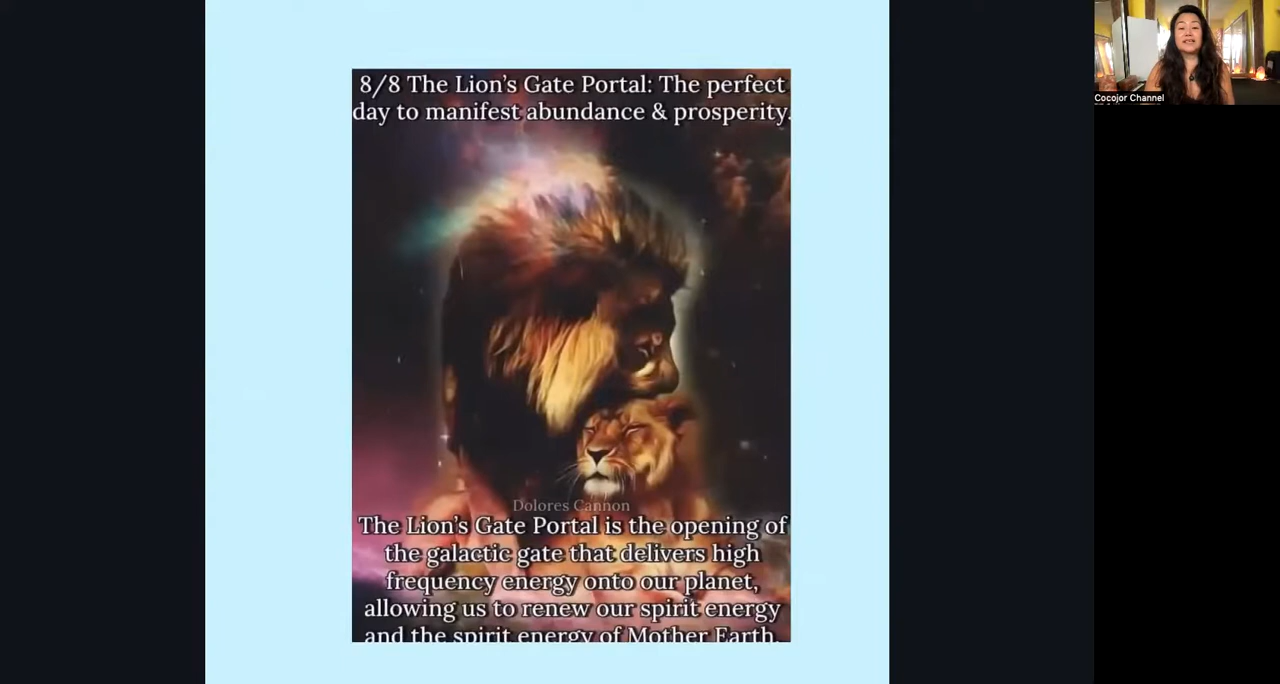 8/8 The Lion's Gate Portal: The perfect
day to manifest abundance & prosperity.
Dolores Cannon
The Lion's Gate Portal is the opening of
the galactic gate that delivers high
frequency energy onto our planet,
allowing us to renew our spirit energy
and the spirit energy of Mother Earth.
Cocojor Channel